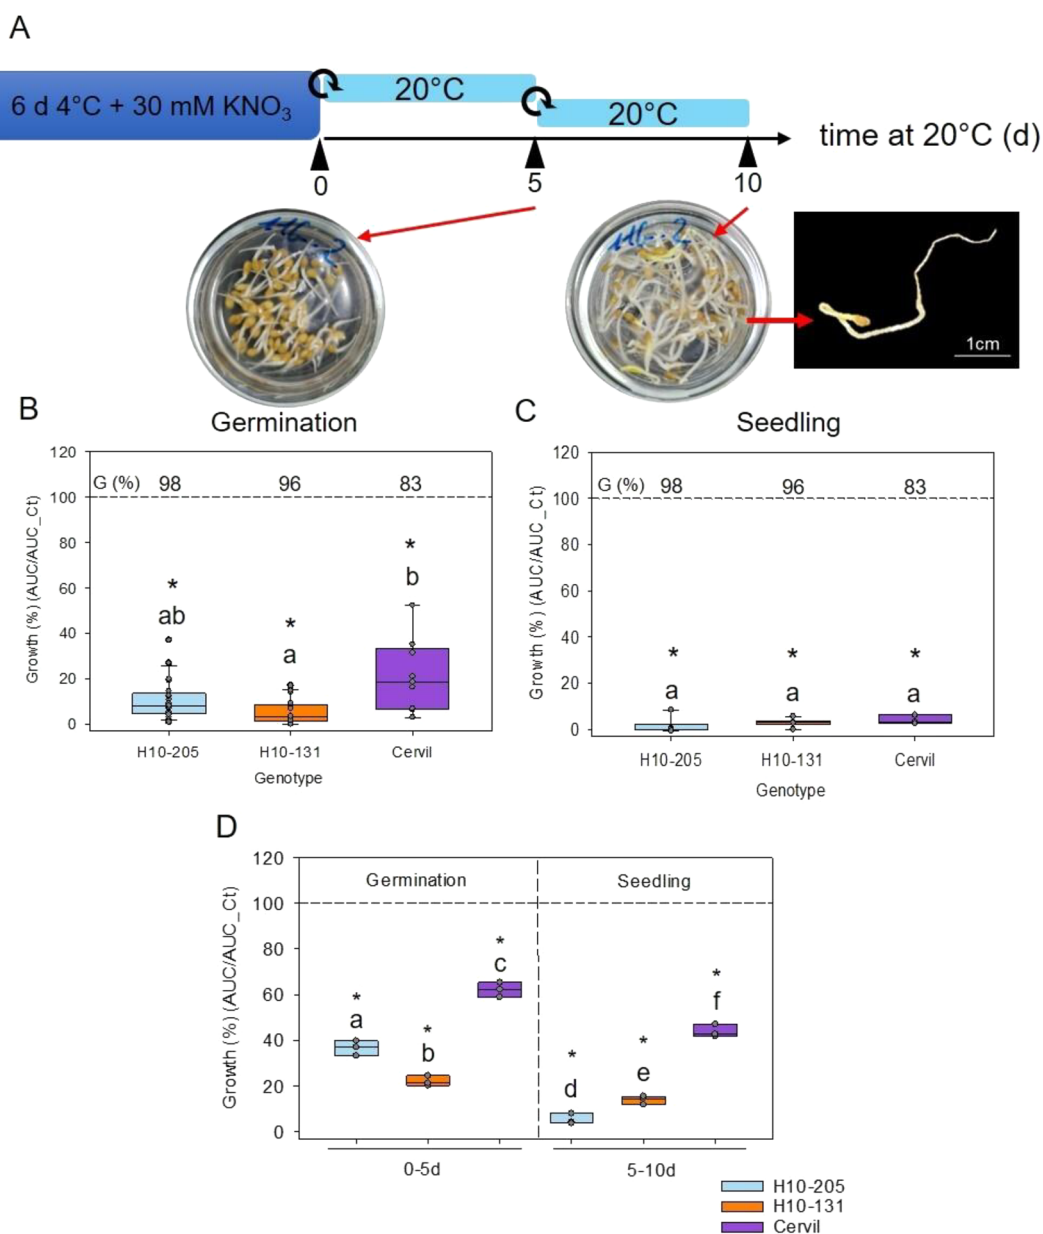 A
6 d 4°C + 30 mM KNO₃
20°C
20°C
time at 20°C (d)
0
5
10
1cm
B
Germination
120
100
80
60
40
20
0
Growth (%) (AUC/AUC_Ct)
G (%)
98
96
83
*
ab
*
a
*
b
H10-205
H10-131
Cervil
Genotype
C
Seedling
120
100
80
60
40
20
0
Growth (%) (AUC/AUC_Ct)
G (%)
98
96
83
*
a
*
a
*
a
H10-205
H10-131
Cervil
Genotype
D
120
100
80
60
40
20
0
Growth (%) (AUC/AUC_Ct)
Germination
Seedling
*
a
*
b
*
c
*
d
*
e
*
f
0-5d
5-10d
H10-205
H10-131
Cervil